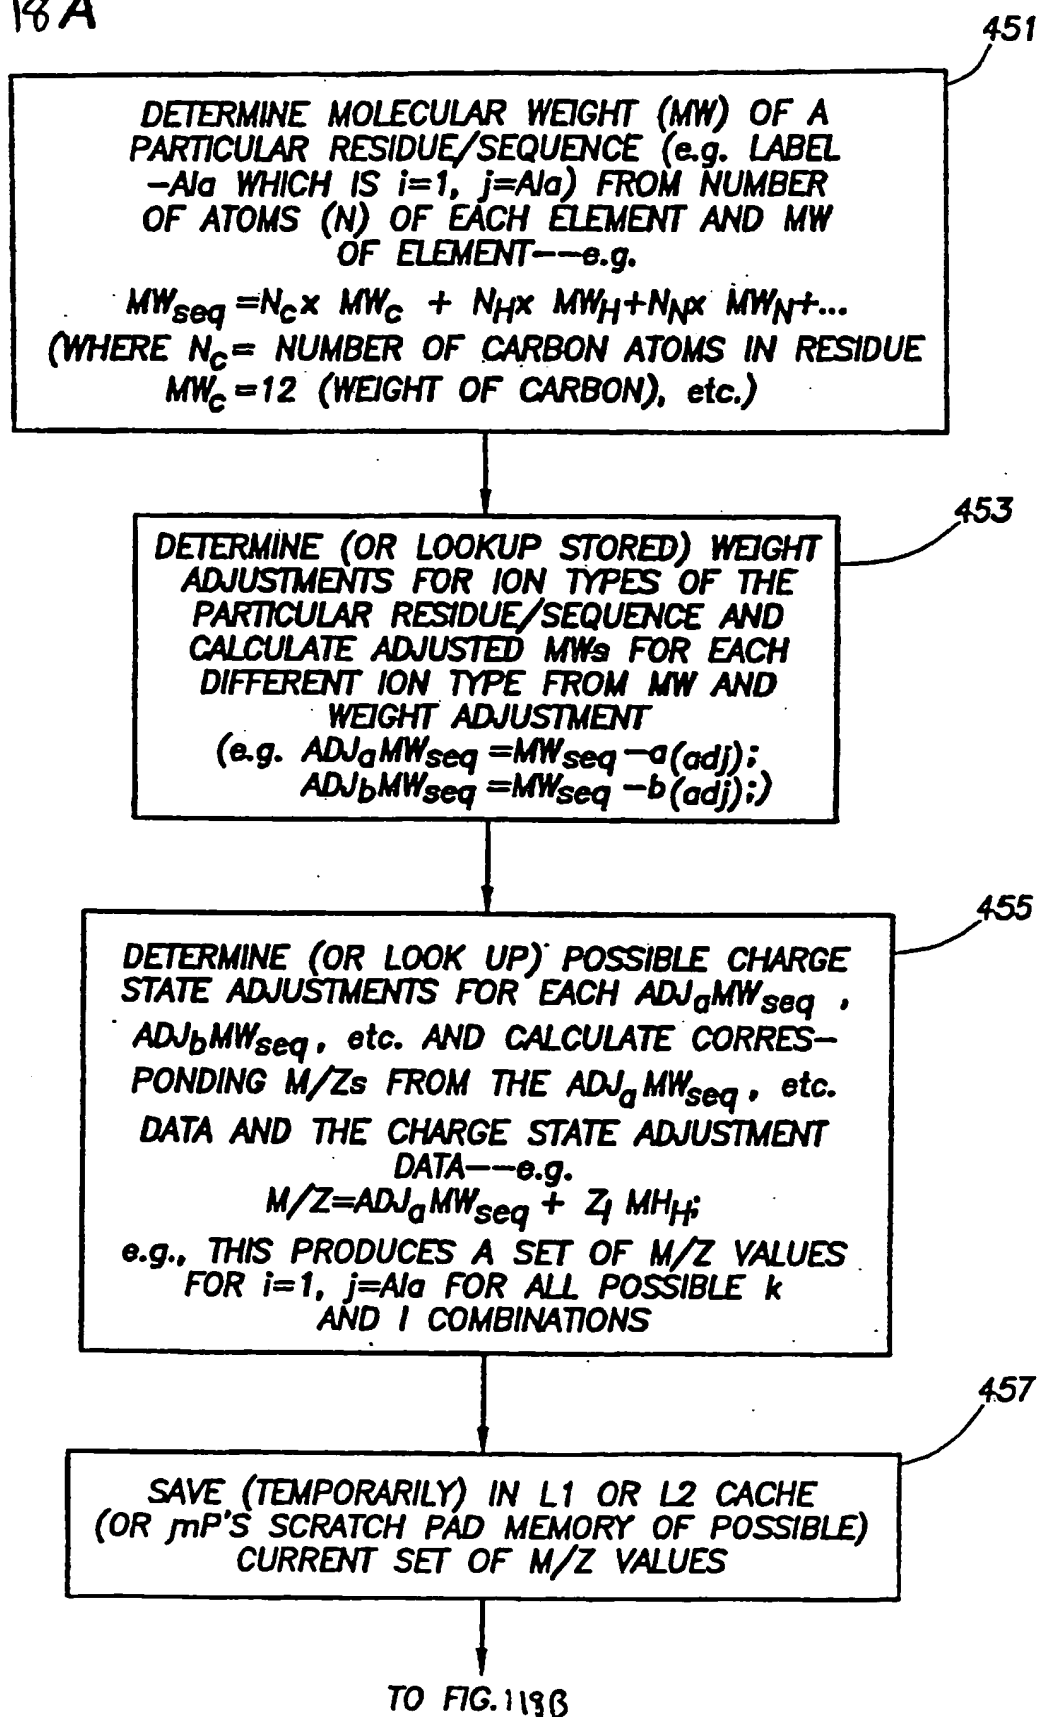 18A
451
DETERMINE MOLECULAR WEIGHT (MW) OF A
PARTICULAR RESIDUE/SEQUENCE (e.g. LABEL
-Ala WHICH IS i=1, j=Ala) FROM NUMBER
OF ATOMS (N) OF EACH ELEMENT AND MW
OF ELEMENT--e.g.
MWseq =Ncx MWc + NHx MWH+NNx MWN+...
(WHERE Nc= NUMBER OF CARBON ATOMS IN RESIDUE
MWc=12 (WEIGHT OF CARBON), etc.)
453
DETERMINE (OR LOOKUP STORED) WEIGHT
ADJUSTMENTS FOR ION TYPES OF THE
PARTICULAR RESIDUE/SEQUENCE AND
CALCULATE ADJUSTED MWs FOR EACH
DIFFERENT ION TYPE FROM MW AND
WEIGHT ADJUSTMENT
(e.g. ADJaMWseq =MWseq -a(adj);
ADJbMWseq =MWseq -b(adj);)
455
DETERMINE (OR LOOK UP) POSSIBLE CHARGE
STATE ADJUSTMENTS FOR EACH ADJaMWseq ,
ADJbMWseq, etc. AND CALCULATE CORRES-
PONDING M/Zs FROM THE ADJaMWseq, etc.
DATA AND THE CHARGE STATE ADJUSTMENT
DATA--e.g.
M/Z=ADJaMWseq + Zl MHH;
e.g., THIS PRODUCES A SET OF M/Z VALUES
FOR i=1, j=Ala FOR ALL POSSIBLE k
AND l COMBINATIONS
457
SAVE (TEMPORARILY) IN L1 OR L2 CACHE
(OR mP'S SCRATCH PAD MEMORY OF POSSIBLE)
CURRENT SET OF M/Z VALUES
TO FIG.